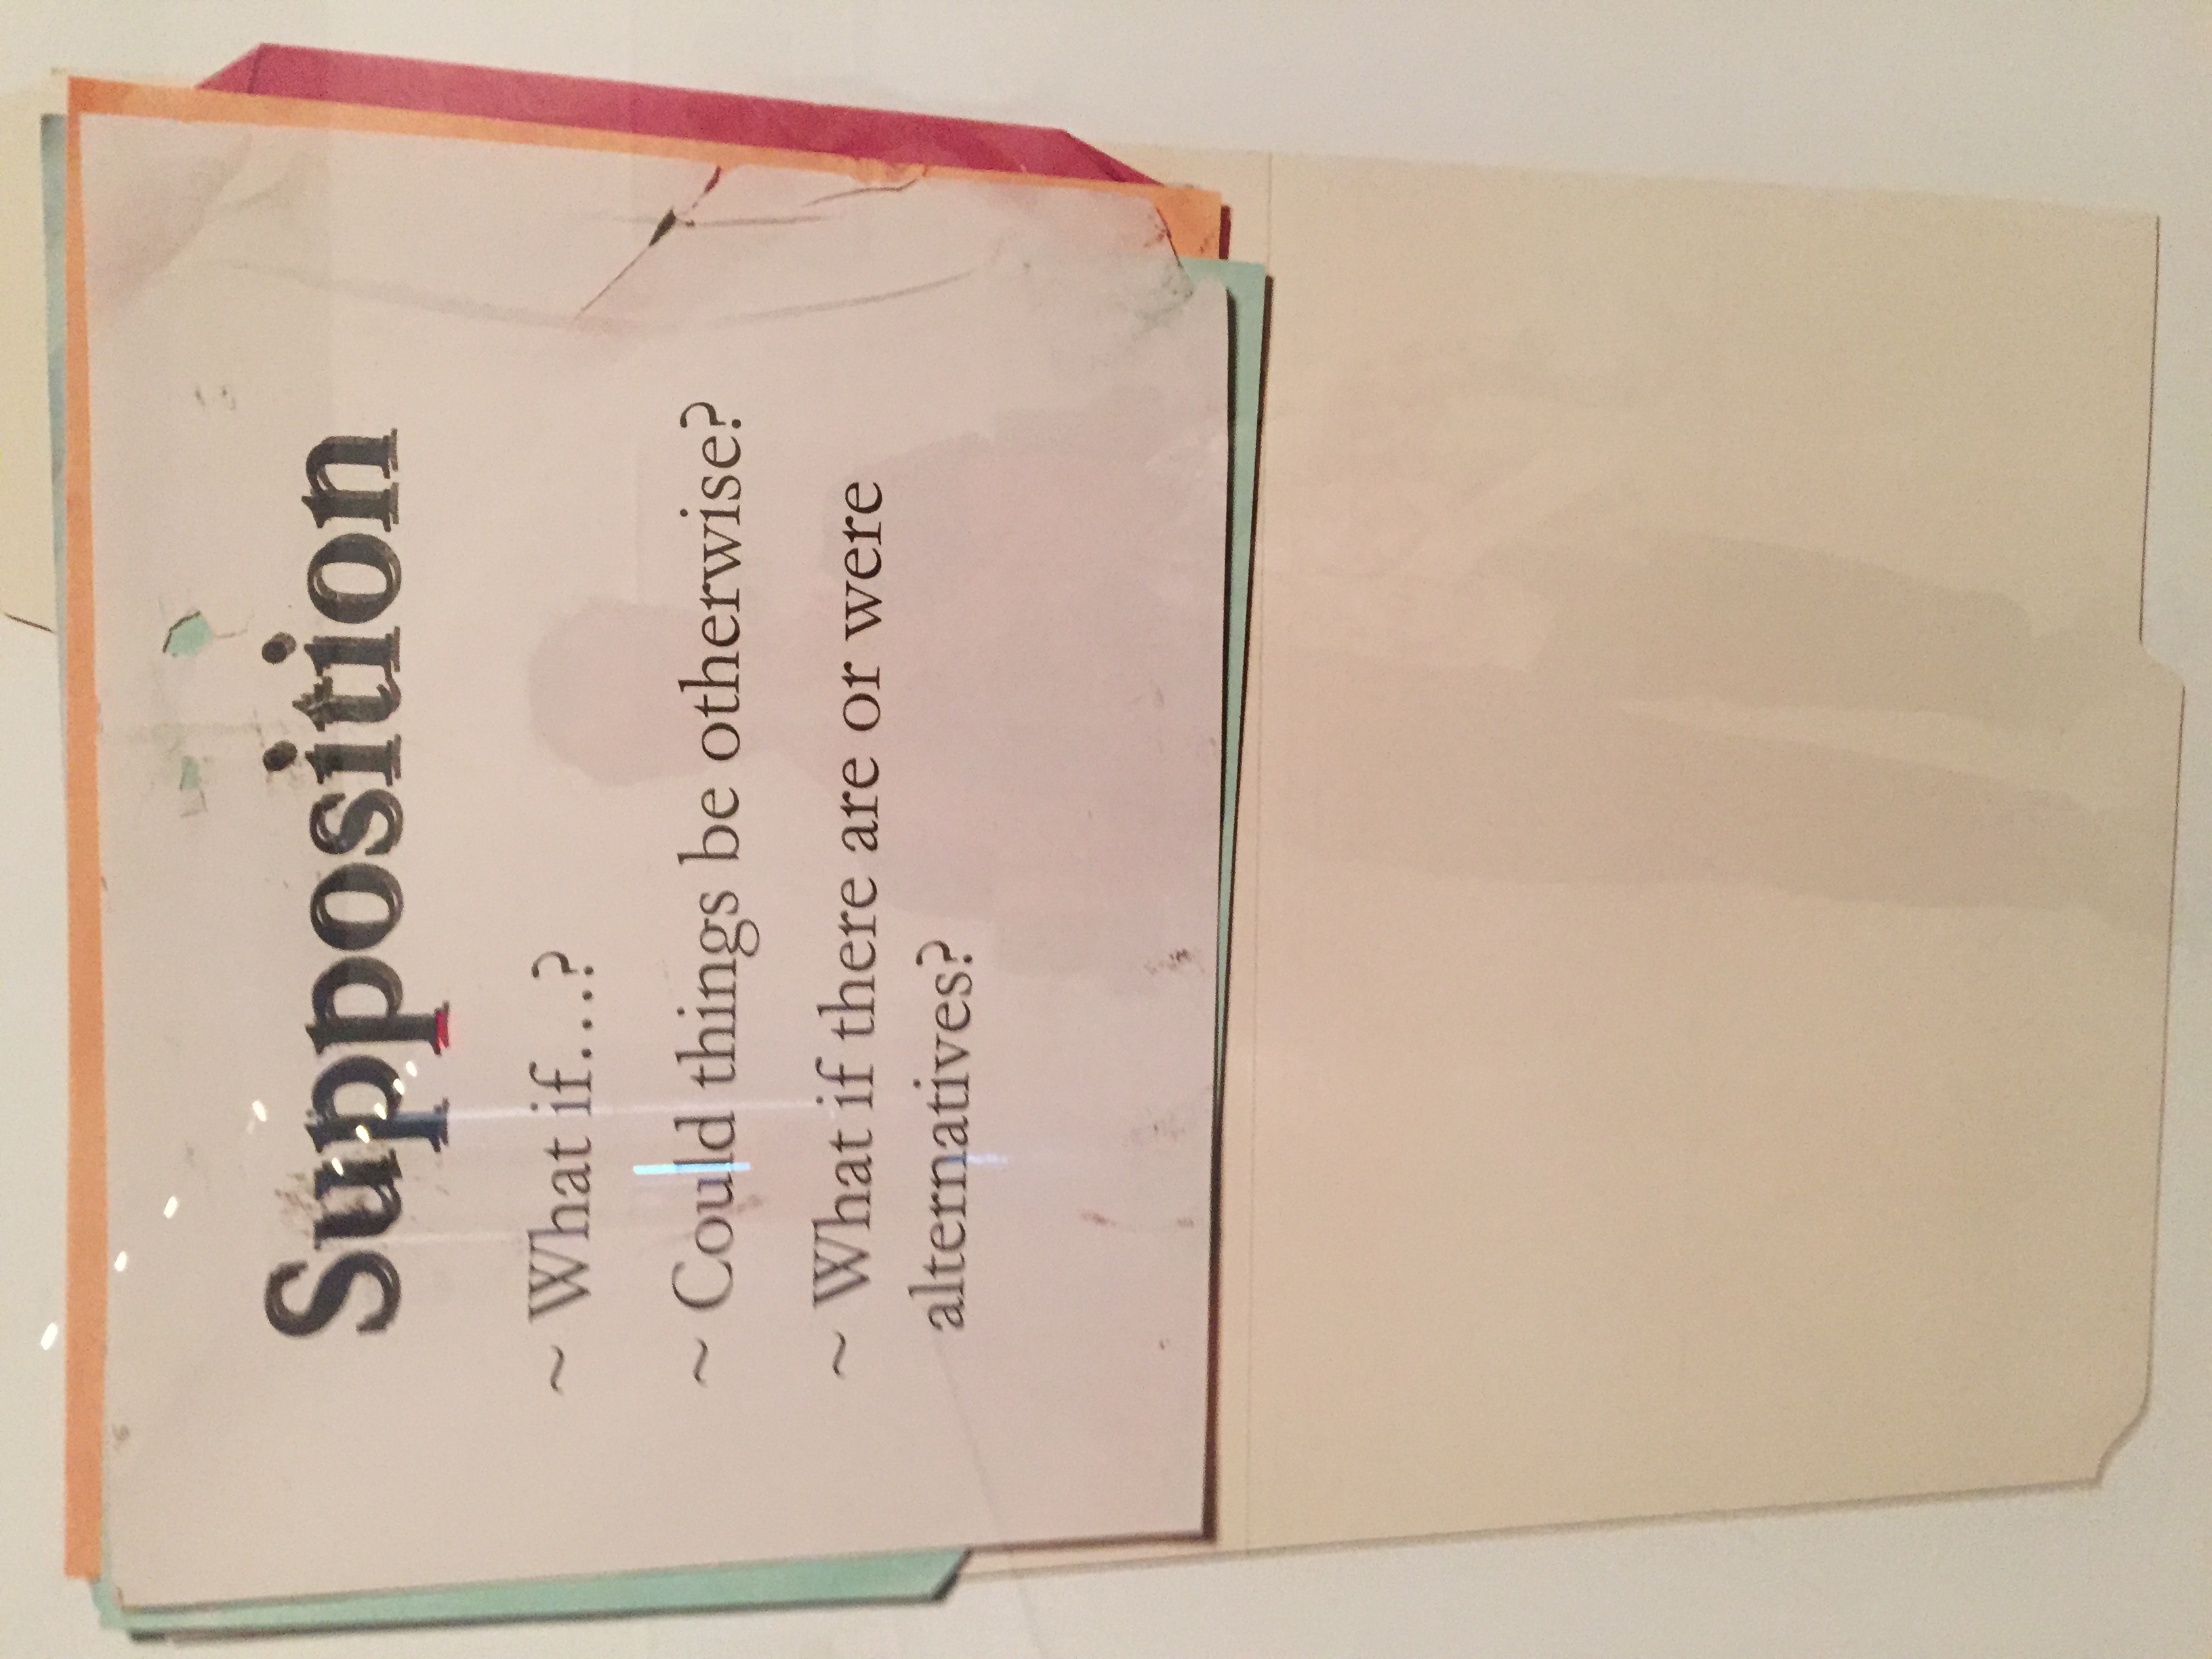 Supposition
~ What if....?
~ Could things be otherwise?
~ What if there are or were
alternatives?